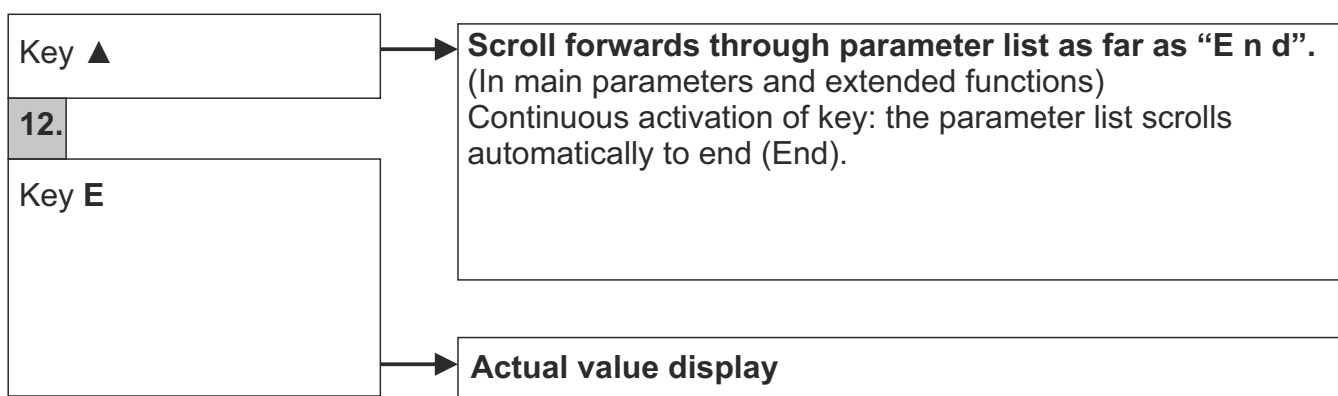 Key ▲
Scroll forwards through parameter list as far as “E n d”.
(In main parameters and extended functions)
Continuous activation of key: the parameter list scrolls
automatically to end (End).
12.
Key E
Actual value display